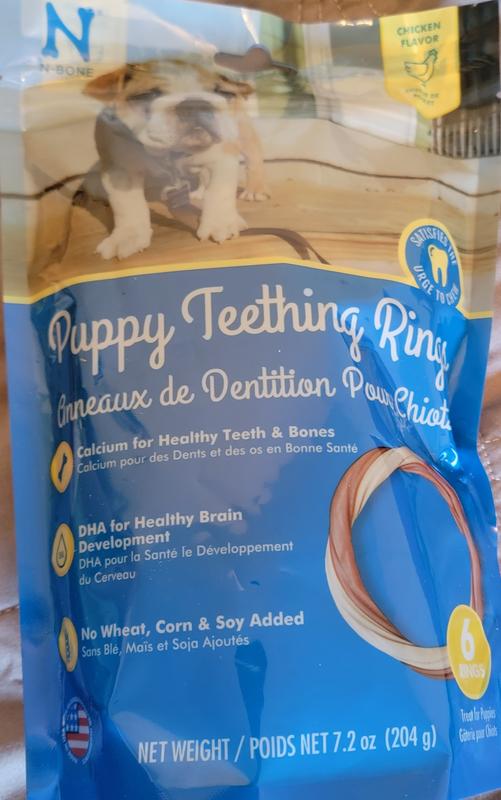 N
N-BONE
CHICKEN
FLAVOR
SATISFIES THE
URGE TO CHEW
Puppy Teething Rings
Anneaux de Dentition Pour Chiots
Calcium for Healthy Teeth & Bones
Calcium pour des Dents et des os en Bonne Santé
DHA for Healthy Brain
Development
DHA pour la Santé le Développement
du Cerveau
No Wheat, Corn & Soy Added
Sans Blé, Maïs et Soja Ajoutés
6
RINGS
Treat for Puppies
Gâterie pour Chiots
NET WEIGHT / POIDS NET 7.2 oz (204 g)